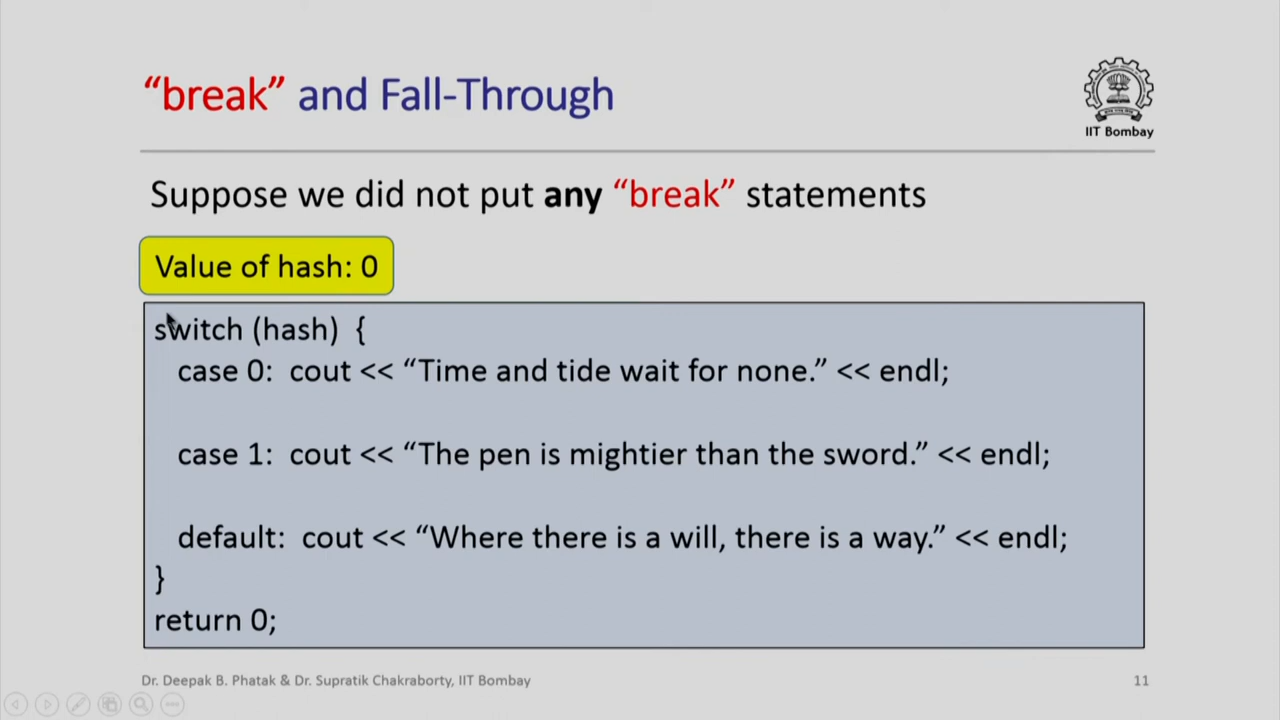 “break” and Fall-Through
IIT Bombay
Suppose we did not put any “break” statements
Value of hash: 0
switch (hash) {
case 0: cout << “Time and tide wait for none.” << endl;
case 1: cout << “The pen is mightier than the sword.” << endl;
default: cout << “Where there is a will, there is a way.” << endl;
}
return 0;
Dr. Deepak B. Phatak & Dr. Supratik Chakraborty, IIT Bombay
11